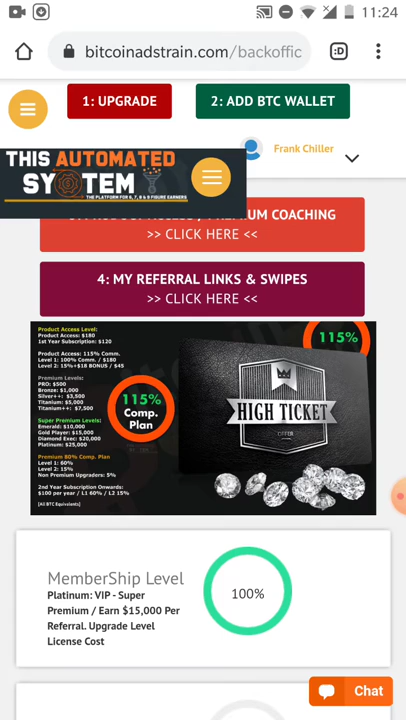 11:24
bitcoinadstrain.com/backoffic
:D
1: UPGRADE
2: ADD BTC WALLET
Frank Chiller
THIS AUTOMATED
SYSTEM
THE PLATFORM FOR 6, 7, 8 & 9 FIGURE EARNERS
COACHING
>> CLICK HERE <<
4: MY REFERRAL LINKS & SWIPES
>> CLICK HERE <<
Product Access Level:
Product Access: $180
1st Year Subscription: $120
Product Access: 115% Comm.
Level 1: 100% Comm. / $180
Level 2: 15%+$18 BONUS / $45
Premium Levels:
PRO: $500
Bronze: $1,000
Silver++: $3,500
Titanium: $5,000
Titanium++: $7,500
Super Premium Levels:
Emerald: $10,000
Gold Player: $15,000
Diamond Exec: $20,000
Platinum: $25,000
Premium 80% Comp. Plan
Level 1: 60%
Level 2: 15%
Non Premium Upgraders: 5%
2nd Year Subscription Onwards:
$100 per year / L1 60% / L2 15%
[All BTC Equivalents]
115%
Comp.
Plan
115%
HIGH TICKET
OFFER
MemberShip Level
Platinum: VIP - Super
Premium / Earn $15,000 Per
Referral. Upgrade Level
License Cost
100%
Chat